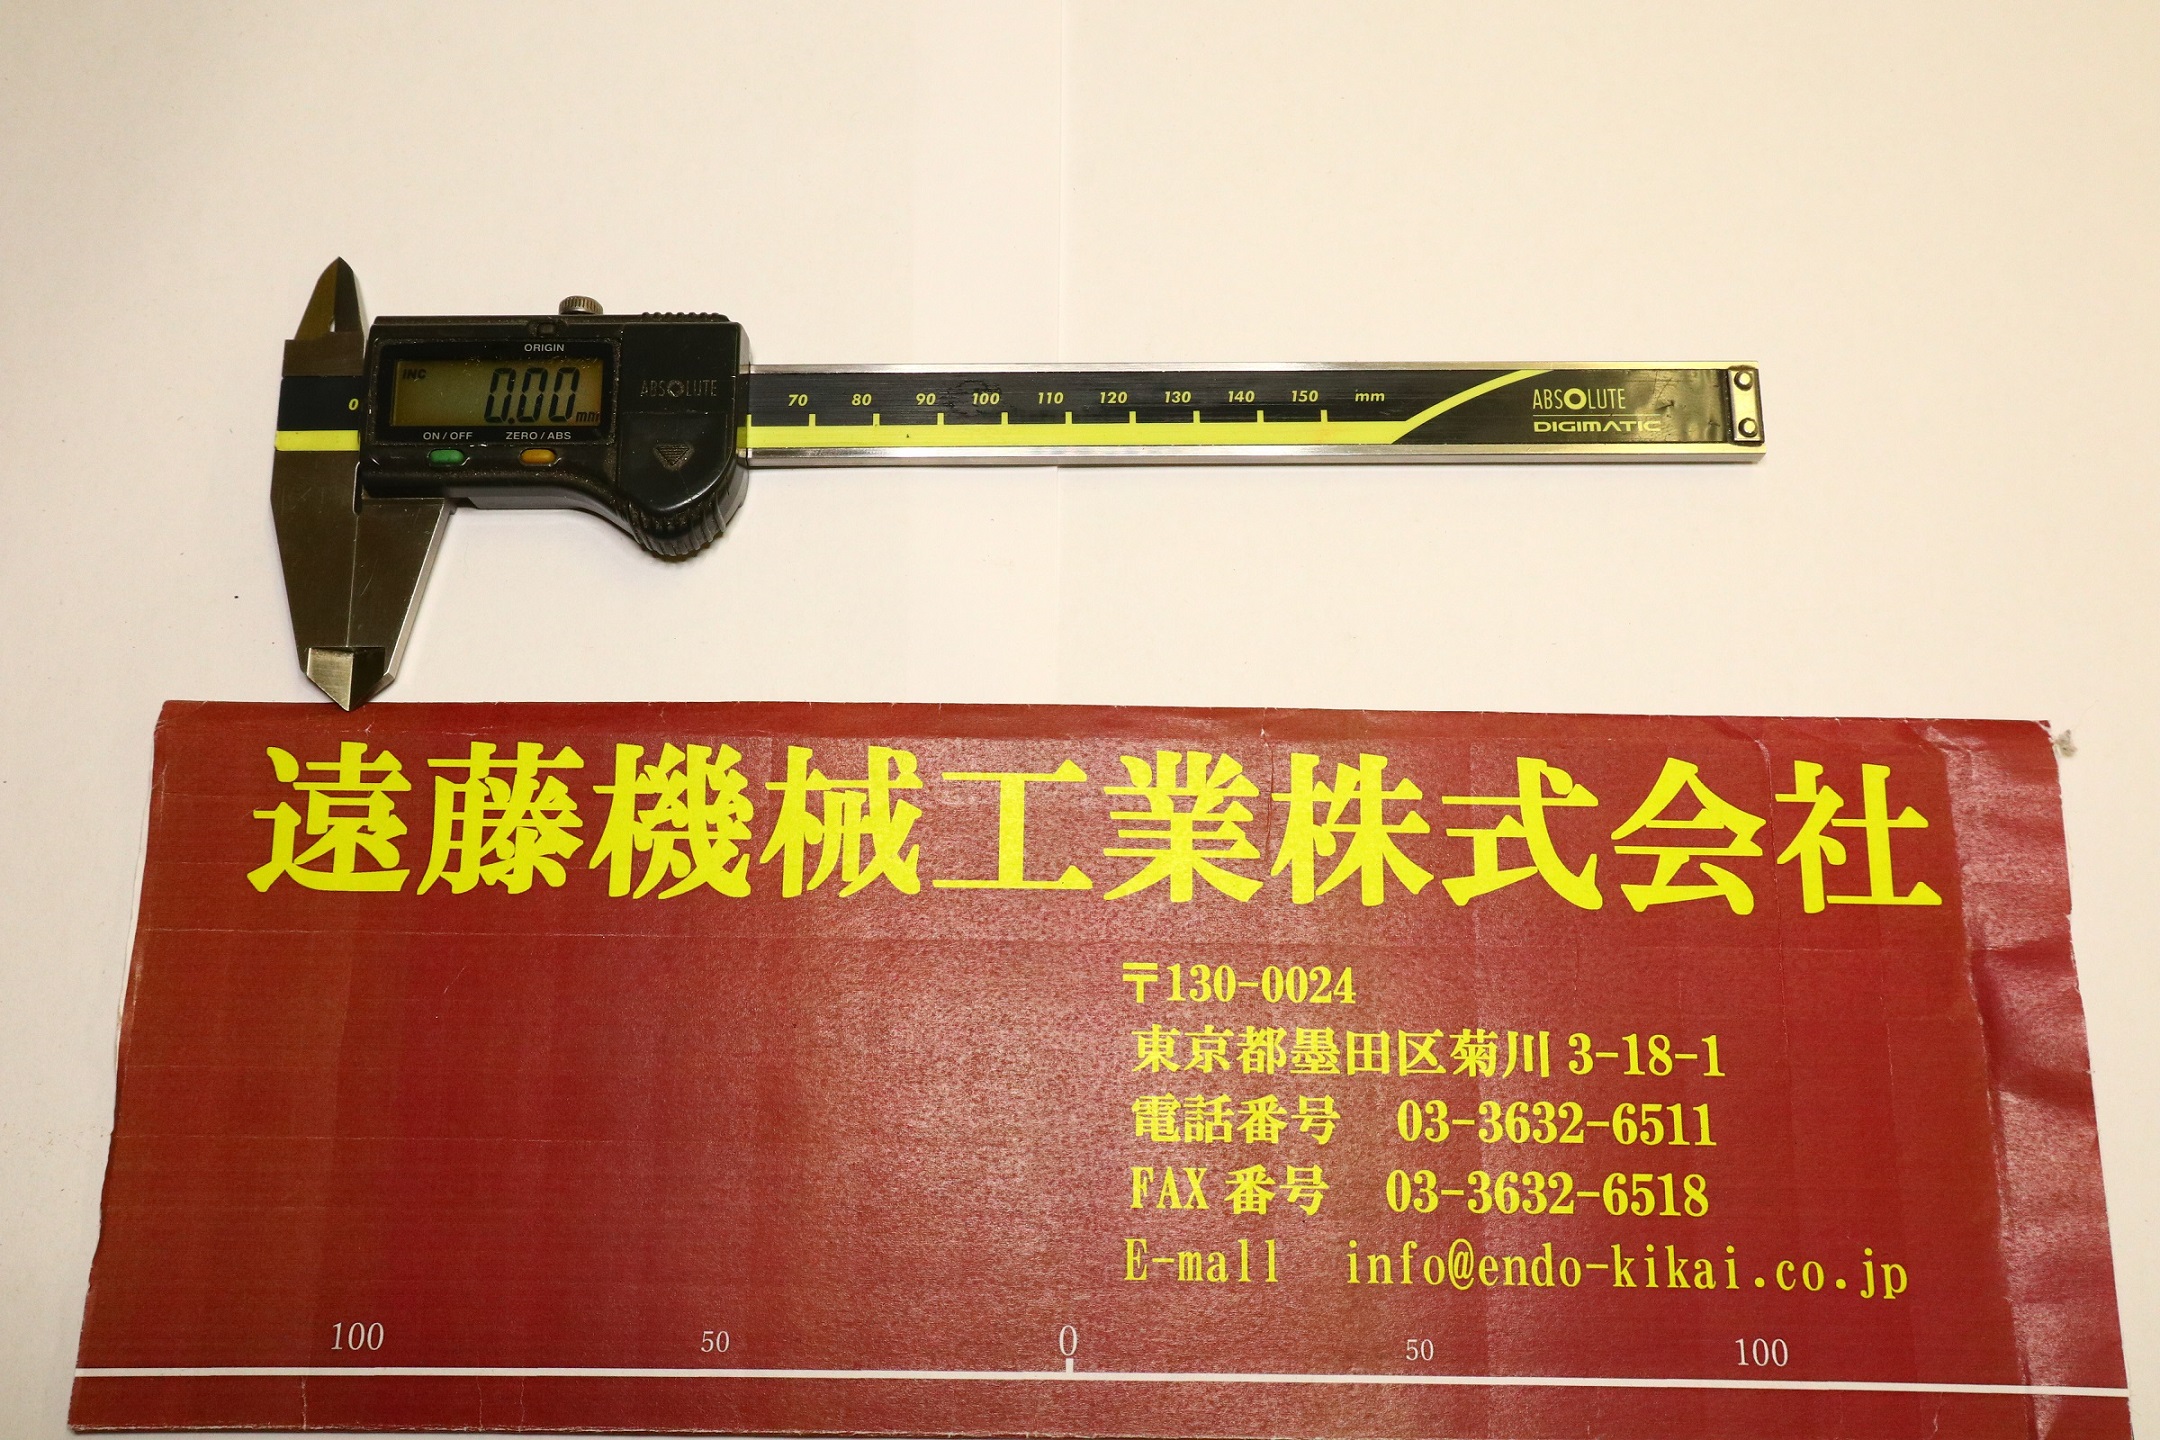 ORIGIN
INC
0.00
mm
ON/OFF ZERO/ABS
ABSOLUTE
0
70 80 90 100 110 120 130 140 150 mm
ABSOLUTE
DIGIMATIC
遠藤機械工業株式会社
〒130-0024
東京都墨田区菊川 3-18-1
電話番号 03-3632-6511
FAX 番号 03-3632-6518
E-mall info@endo-kikai.co.jp
100 50 0 50 100